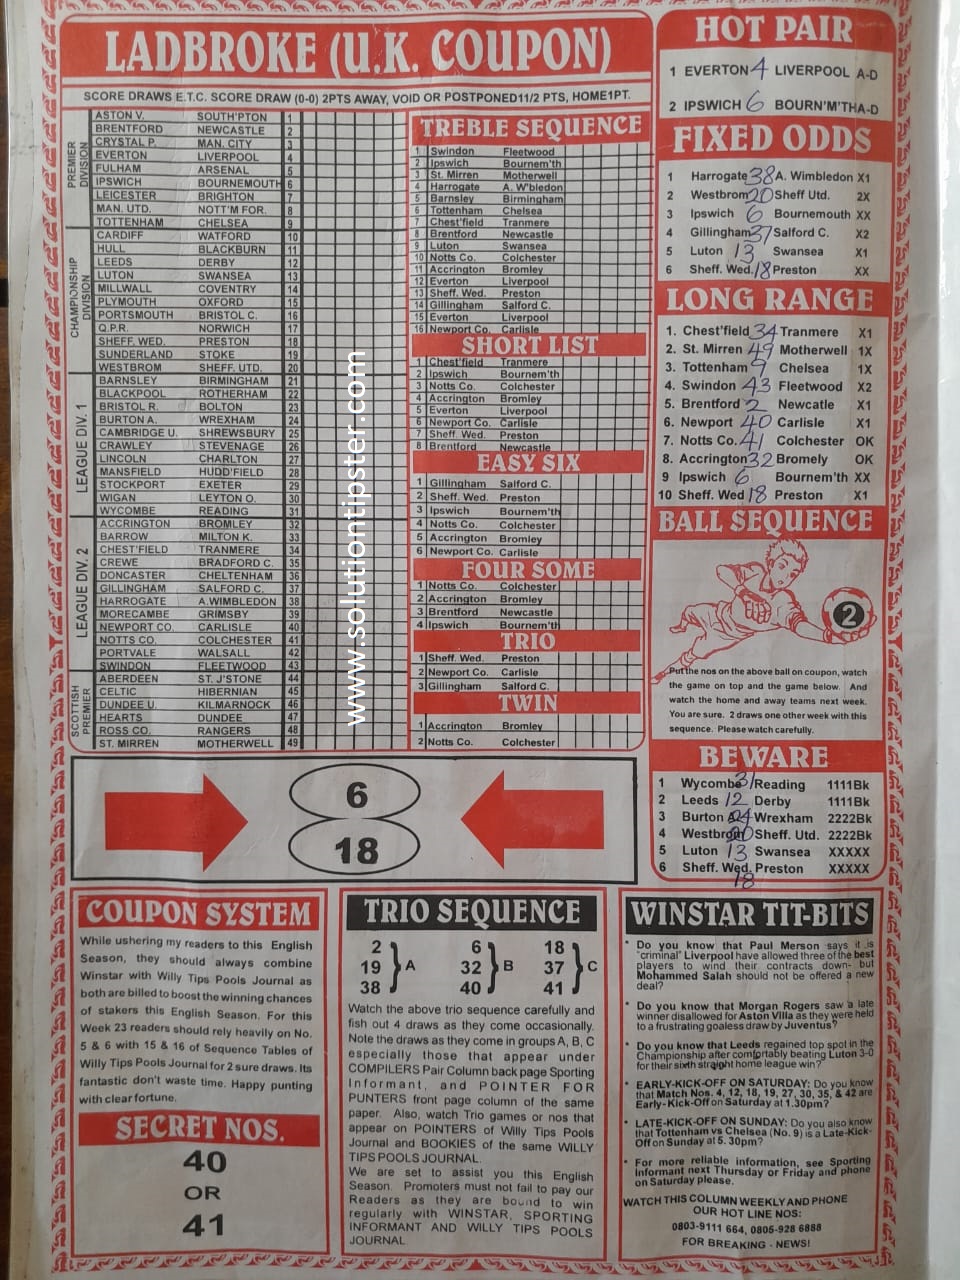 LADBROKE (U.K. COUPON)
SCORE DRAWS E.T.C. SCORE DRAW (0-0) 2PTS AWAY, VOID OR POSTPONED11/2 PTS, HOME1PT.
PREMIER DIVISION
ASTON V. SOUTH'PTON 1
BRENTFORD NEWCASTLE 2
CRYSTAL P. MAN. CITY 3
EVERTON LIVERPOOL 4
FULHAM ARSENAL 5
IPSWICH BOURNEMOUTH 6
LEICESTER BRIGHTON 7
MAN. UTD. NOTT'M FOR. 8
TOTTENHAM CHELSEA 9
CHAMPIONSHIP DIVISION
CARDIFF WATFORD 10
HULL BLACKBURN 11
LEEDS DERBY 12
LUTON SWANSEA 13
MILLWALL COVENTRY 14
PLYMOUTH OXFORD 15
PORTSMOUTH BRISTOL C. 16
Q.P.R. NORWICH 17
SHEFF. WED. PRESTON 18
SUNDERLAND STOKE 19
WESTBROM SHEFF. UTD. 20
LEAGUE DIV. 1
BARNSLEY BIRMINGHAM 21
BLACKPOOL ROTHERHAM 22
BRISTOL R. BOLTON 23
BURTON A. WREXHAM 24
CAMBRIDGE U. SHREWSBURY 25
CRAWLEY STEVENAGE 26
LINCOLN CHARLTON 27
MANSFIELD HUDD'FIELD 28
STOCKPORT EXETER 29
WIGAN LEYTON O. 30
WYCOMBE READING 31
LEAGUE DIV. 2
ACCRINGTON BROMLEY 32
BARROW MILTON K. 33
CHEST'FIELD TRANMERE 34
CREWE BRADFORD C. 35
DONCASTER CHELTENHAM 36
GILLINGHAM SALFORD C. 37
HARROGATE A.WIMBLEDON 38
MORECAMBE GRIMSBY 39
NEWPORT CO. CARLISLE 40
NOTTS CO. COLCHESTER 41
PORTVALE WALSALL 42
SWINDON FLEETWOOD 43
SCOTTISH PREMIER
ABERDEEN ST. J'STONE 44
CELTIC HIBERNIAN 45
DUNDEE U. KILMARNOCK 46
HEARTS DUNDEE 47
ROSS CO. RANGERS 48
ST. MIRREN MOTHERWELL 49
www.solutiontipster.com
TREBLE SEQUENCE
1 Swindon Fleetwood
2 Ipswich Bournem'th
3 St. Mirren Motherwell
4 Harrogate A. W'bledon
5 Barnsley Birmingham
6 Tottenham Chelsea
7 Crystal P. Man. City
8 Brentford Newcastle
9 Luton Swansea
10 Notts Co. Colchester
11 Accrington Bromley
12 Everton Liverpool
13 Sheff. Wed. Preston
14 Gillingham Salford C.
15 Everton Liverpool
16 Newport Co. Carlisle
SHORT LIST
1 Chest'field Tranmere
2 Ipswich Bournem'th
3 Notts Co. Colchester
4 Accrington Bromley
5 Everton Liverpool
6 Newport Co. Carlisle
7 Sheff. Wed. Preston
8 Brentford Newcastle
EASY SIX
1 Gillingham Salford C.
2 Sheff. Wed. Preston
3 Ipswich Bournem'th
4 Notts Co. Colchester
5 Accrington Bromley
6 Newport Co. Carlisle
FOUR SOME
1 Notts Co. Colchester
2 Accrington Bromley
3 Brentford Newcastle
4 Ipswich Bournem'th
TRIO
1 Sheff. Wed. Preston
2 Newport Co. Carlisle
3 Gillingham Salford C.
TWIN
1 Accrington Bromley
2 Notts Co. Colchester
HOT PAIR
1 EVERTON 4 LIVERPOOL A-D
2 IPSWICH 6 BOURN'M'THA-D
FIXED ODDS
1 Harrogate 38 A. Wimbledon X1
2 Westbrom 20 Sheff Utd. 2X
3 Ipswich 6 Bournemouth XX
4 Gillingham 37 Salford C. X2
5 Luton 13 Swansea X1
6 Sheff. Wed. 18 Preston XX
LONG RANGE
1. Chest'field 34 Tranmere X1
2. St. Mirren 49 Motherwell 1X
3. Tottenham 9 Chelsea 1X
4. Swindon 43 Fleetwood X2
5. Brentford 2 Newcatle X1
6. Newport 40 Carlisle X1
7. Notts Co. 41 Colchester OK
8. Accrington 32 Bromely OK
9 Ipswich 6 Bournem'th XX
10 Sheff. Wed 18 Preston X1
BALL SEQUENCE
2
Put the nos on the above ball on coupon, watch
the game on top and the game below. And
watch the home and away teams next week.
You are sure. 2 draws one other week with this
sequence. Please watch carefully.
BEWARE
1 Wycombe 31 Reading 1111Bk
2 Leeds 12 Derby 1111Bk
3 Burton A 24 Wrexham 2222Bk
4 Westbrom 20 Sheff. Utd. 2222Bk
5 Luton 13 Swansea XXXXX
6 Sheff. Wed. Preston XXXXX
18
6
18
COUPON SYSTEM
While ushering my readers to this English
Season, they should always combine
Winstar with Willy Tips Pools Journal as
both are billed to boost the winning chances
of stakers this English Season. For this
Week 23 readers should rely heavily on No.
5 & 6 with 15 & 16 of Sequence Tables of
Willy Tips Pools Journal for 2 sure draws. Its
fantastic don't waste time. Happy punting
with clear fortune.
SECRET NOS.
40
OR
41
TRIO SEQUENCE
2 6 18
19 A 32 B 37 C
38 40 41
Watch the above trio sequence carefully and
fish out 4 draws as they come occasionally.
Note the draws as they come in groups A, B, C
especially those that appear under
COMPILERS Pair Column back page Sporting
Informant, and POINTER FOR
PUNTERS front page column of the same
paper. Also, watch Trio games or nos that
appear on POINTERS of Willy Tips Pools
Journal and BOOKIES of the same WILLY
TIPS POOLS JOURNAL.
We are set to assist you this English
Season. Promoters must not fail to pay our
Readers as they are bound to win
regularly with WINSTAR, SPORTING
INFORMANT AND WILLY TIPS POOLS
JOURNAL
WINSTAR TIT-BITS
• Do you know that Paul Merson says it is
"criminal" Liverpool have allowed three of the best
players to wind their contracts down- but
Mohammed Salah should not be offered a new
deal?
• Do you know that Morgan Rogers saw a late
winner disallowed for Aston Villa as they were held
to a frustrating goaless draw by Juventus?
• Do you know that Leeds regained top spot in the
Championship after comfortably beating Luton 3-0
for their sixth straight home league win?
• EARLY-KICK-OFF ON SATURDAY: Do you know
that Match Nos. 4, 12, 18, 19, 27, 30, 35, & 42 are
Early-Kick-Off on Saturday at 1.30pm?
• LATE-KICK-OFF ON SUNDAY: Do you also know
that Tottenham vs Chelsea (No. 9) is a Late-Kick-
Off on Sunday at 5. 30pm?
• For more reliable information, see Sporting
Informant next Thursday or Friday and phone
on Saturday please.
WATCH THIS COLUMN WEEKLY AND PHONE
OUR HOT LINE NOS:
0803-9111 664, 0805-928 6888
FOR BREAKING - NEWS!